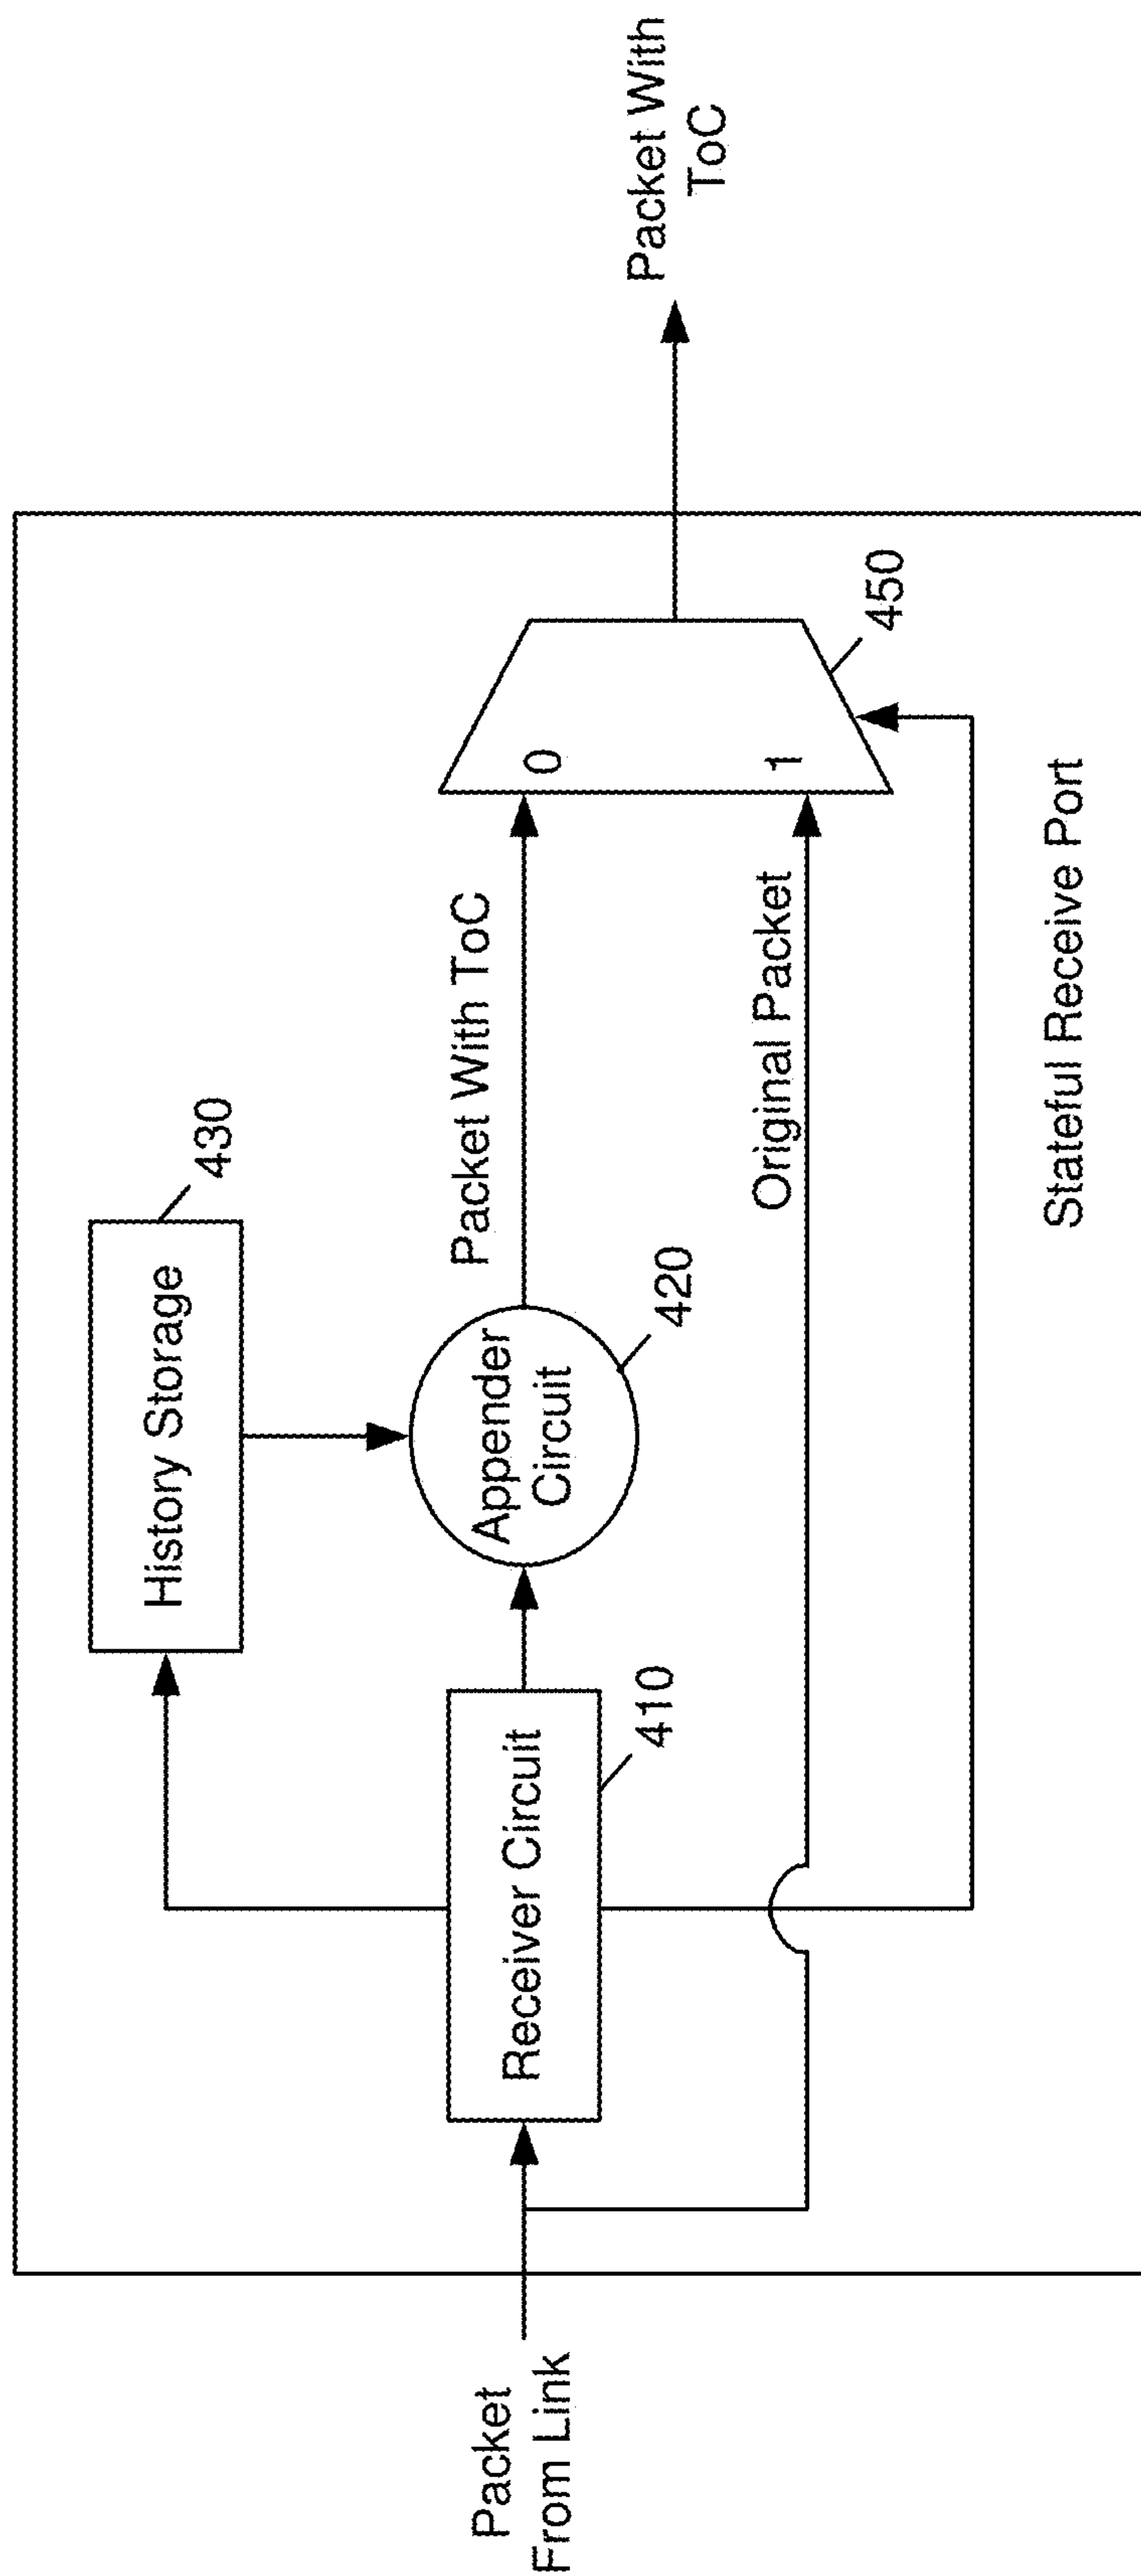 History Storage
430
Packet With ToC
Appender
Circuit
420
Receiver Circuit
410
Packet
From Link
Original Packet
0
1
450
Packet With
ToC
Stateful Receive Port